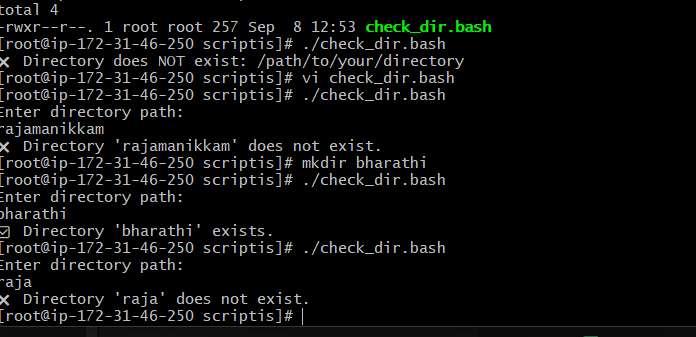 total 4
-rwxr--r--. 1 root root 257 Sep  8 12:53 check_dir.bash
[root@ip-172-31-46-250 scriptis]# ./check_dir.bash
❌ Directory does NOT exist: /path/to/your/directory
[root@ip-172-31-46-250 scriptis]# vi check_dir.bash
[root@ip-172-31-46-250 scriptis]# ./check_dir.bash
Enter directory path:
rajamanikkam
❌ Directory 'rajamanikkam' does not exist.
[root@ip-172-31-46-250 scriptis]# mkdir bharathi
[root@ip-172-31-46-250 scriptis]# ./check_dir.bash
Enter directory path:
bharathi
✅ Directory 'bharathi' exists.
[root@ip-172-31-46-250 scriptis]# ./check_dir.bash
Enter directory path:
raja
❌ Directory 'raja' does not exist.
[root@ip-172-31-46-250 scriptis]#